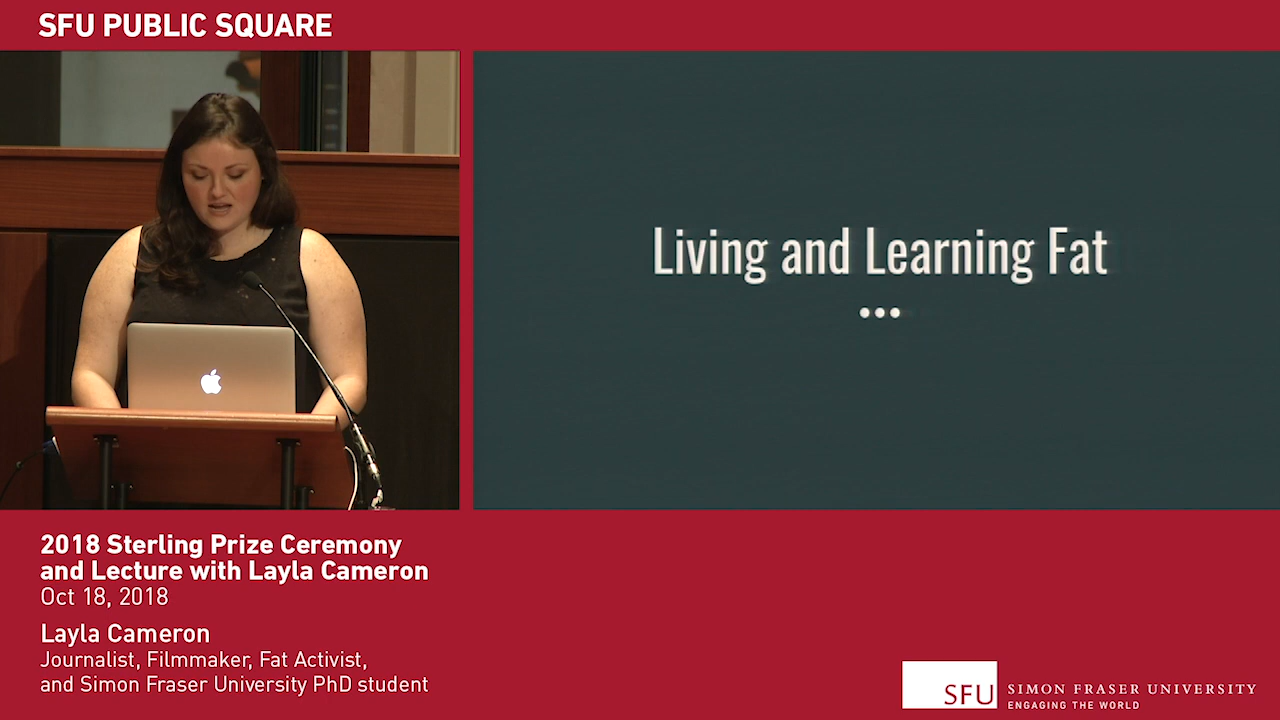 SFU PUBLIC SQUARE
Living and Learning Fat
2018 Sterling Prize Ceremony
and Lecture with Layla Cameron
Oct 18, 2018
Layla Cameron
Journalist, Filmmaker, Fat Activist,
and Simon Fraser University PhD student
SFU
SIMON FRASER UNIVERSITY
ENGAGING THE WORLD